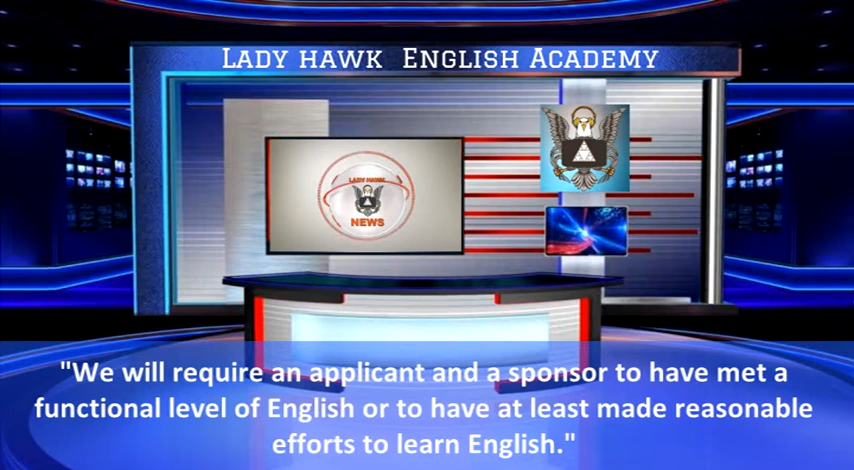 LADY HAWK ENGLISH ACADEMY
LADY HAWK
NEWS
"We will require an applicant and a sponsor to have met a
functional level of English or to have at least made reasonable
efforts to learn English."